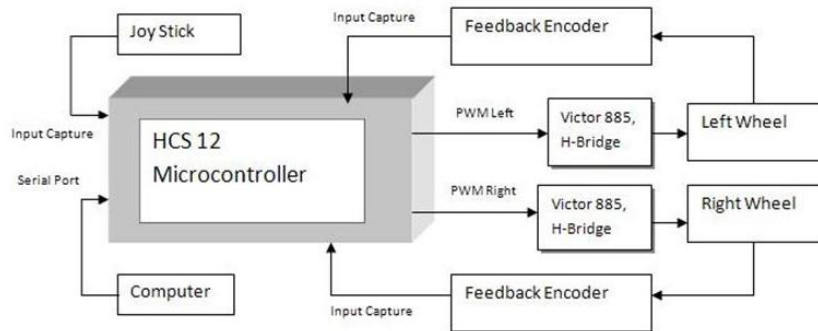 Joy Stick
Input Capture
Feedback Encoder
HCS 12
Microcontroller
PWM Left
Victor 885,
H-Bridge
Left Wheel
Input Capture
Serial Port
PWM Right
Victor 885,
H-Bridge
Right Wheel
Computer
Input Capture
Feedback Encoder